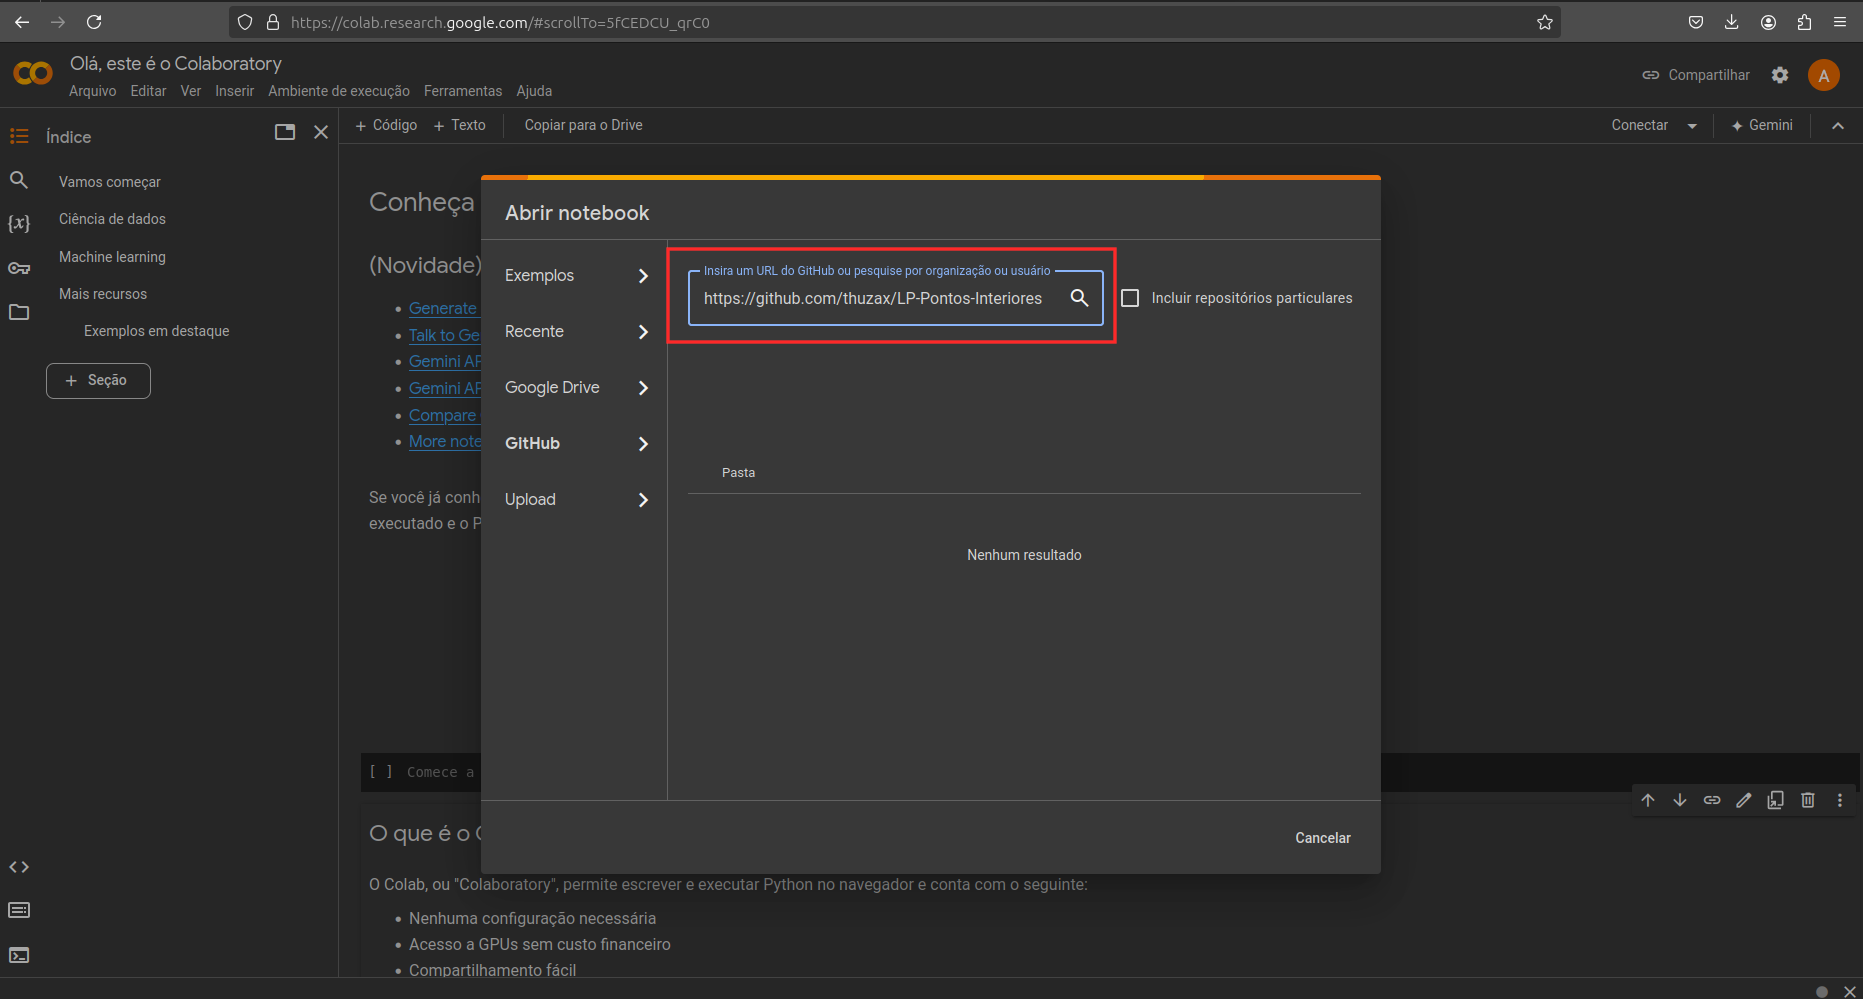 https://colab.research.google.com/#scrollTo=5fCEDCU_qrC0
Olá, este é o Colaboratory
Arquivo Editar Ver Inserir Ambiente de execução Ferramentas Ajuda
Compartilhar
A
Índice
+ Código + Texto Copiar para o Drive
Conectar
Gemini
Vamos começar
Ciência de dados
Machine learning
Mais recursos
Exemplos em destaque
+ Seção
Conheça
(Novidade)
Generate
Talk to Ge
Gemini AP
Gemini AP
Compare
More note
Se você já conh
executado e o P
Abrir notebook
Exemplos
Recente
Google Drive
GitHub
Upload
Insira um URL do GitHub ou pesquise por organização ou usuário
https://github.com/thuzax/LP-Pontos-Interiores
Incluir repositórios particulares
Pasta
Nenhum resultado
Cancelar
[ ] Comece a
O que é o C
O Colab, ou "Colaboratory", permite escrever e executar Python no navegador e conta com o seguinte:
Nenhuma configuração necessária
Acesso a GPUs sem custo financeiro
Compartilhamento fácil